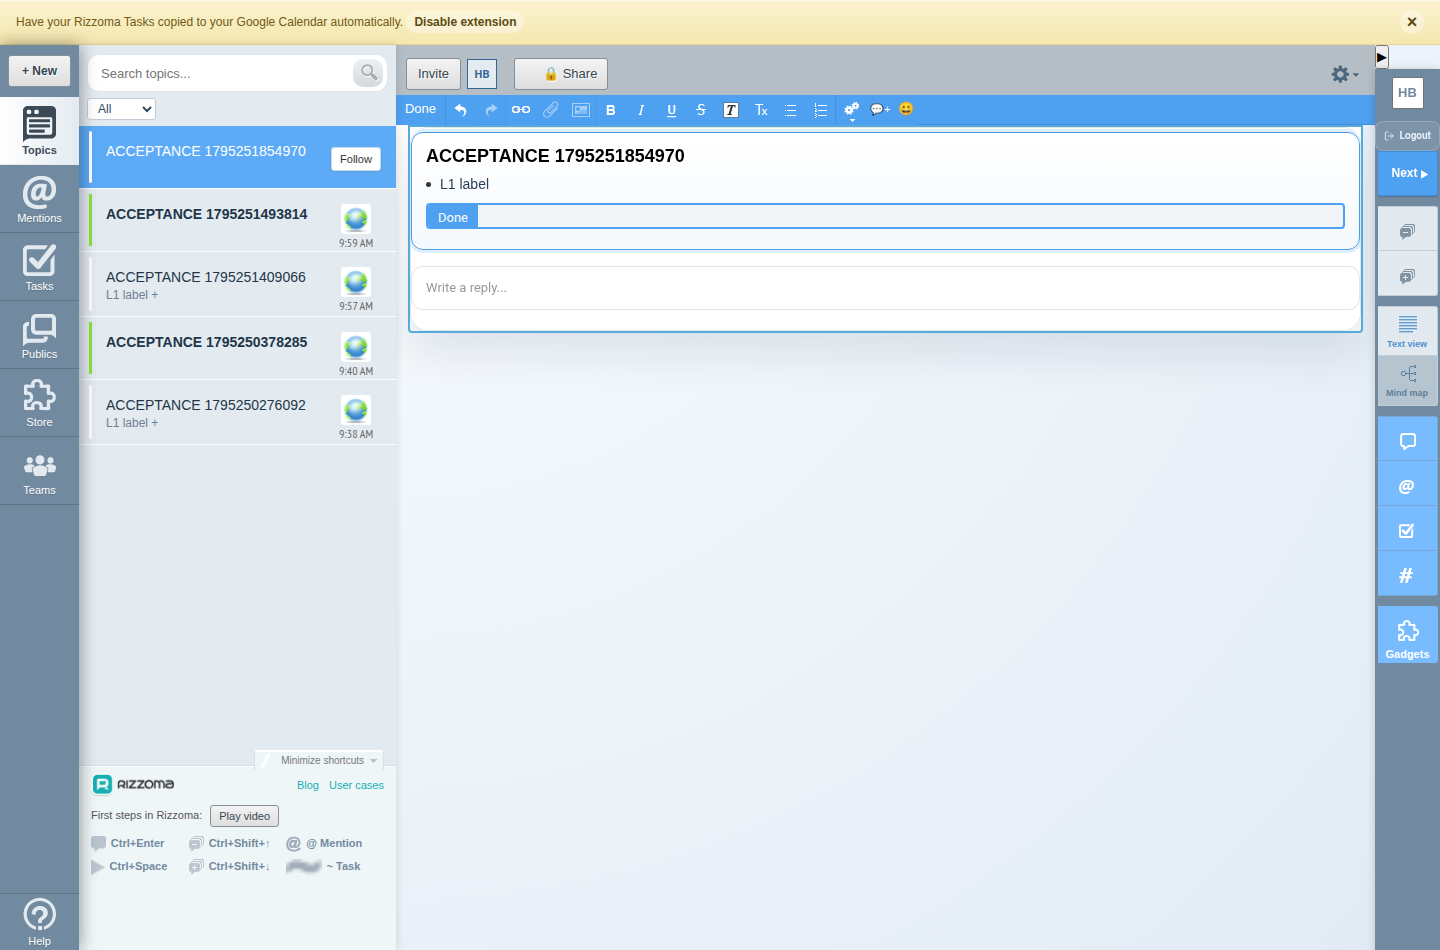 Have your Rizzoma Tasks copied to your Google Calendar automatically. Disable extension ×
+ New
Topics
Mentions
Tasks
Publics
Store
Teams
Help
Search topics...
All
ACCEPTANCE 1795251854970
Follow
ACCEPTANCE 1795251493814
9:59 AM
ACCEPTANCE 1795251409066
L1 label +
9:57 AM
ACCEPTANCE 1795250378285
9:40 AM
ACCEPTANCE 1795250276092
L1 label +
9:38 AM
Minimize shortcuts
RIZZOMA
Blog User cases
First steps in Rizzoma: Play video
Ctrl+Enter Ctrl+Shift+↑ @ @ Mention
Ctrl+Space Ctrl+Shift+↓ ~ Task
Invite HB 🔒 Share
Done B I U S T Tx
ACCEPTANCE 1795251854970
• L1 label
Done
Write a reply...
HB
Logout
Next ▶
Text view
Mind map
@
#
Gadgets